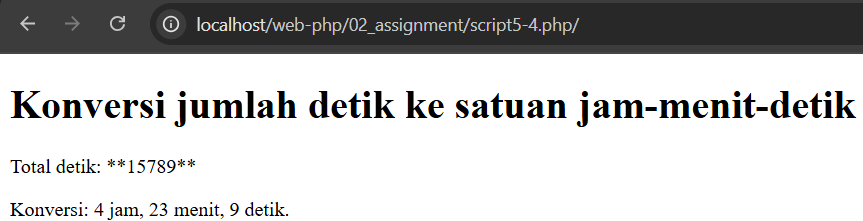 localhost/web-php/02_assignment/script5-4.php/
Konversi jumlah detik ke satuan jam-menit-detik
Total detik: **15789**
Konversi: 4 jam, 23 menit, 9 detik.